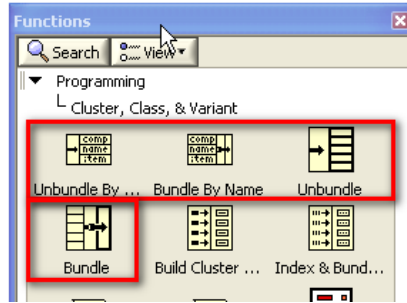 Functions
Search View
Programming
Cluster, Class, & Variant
comp name item comp name item
Unbundle By ... Bundle By Name Unbundle
Bundle Build Cluster ... Index & Bund...